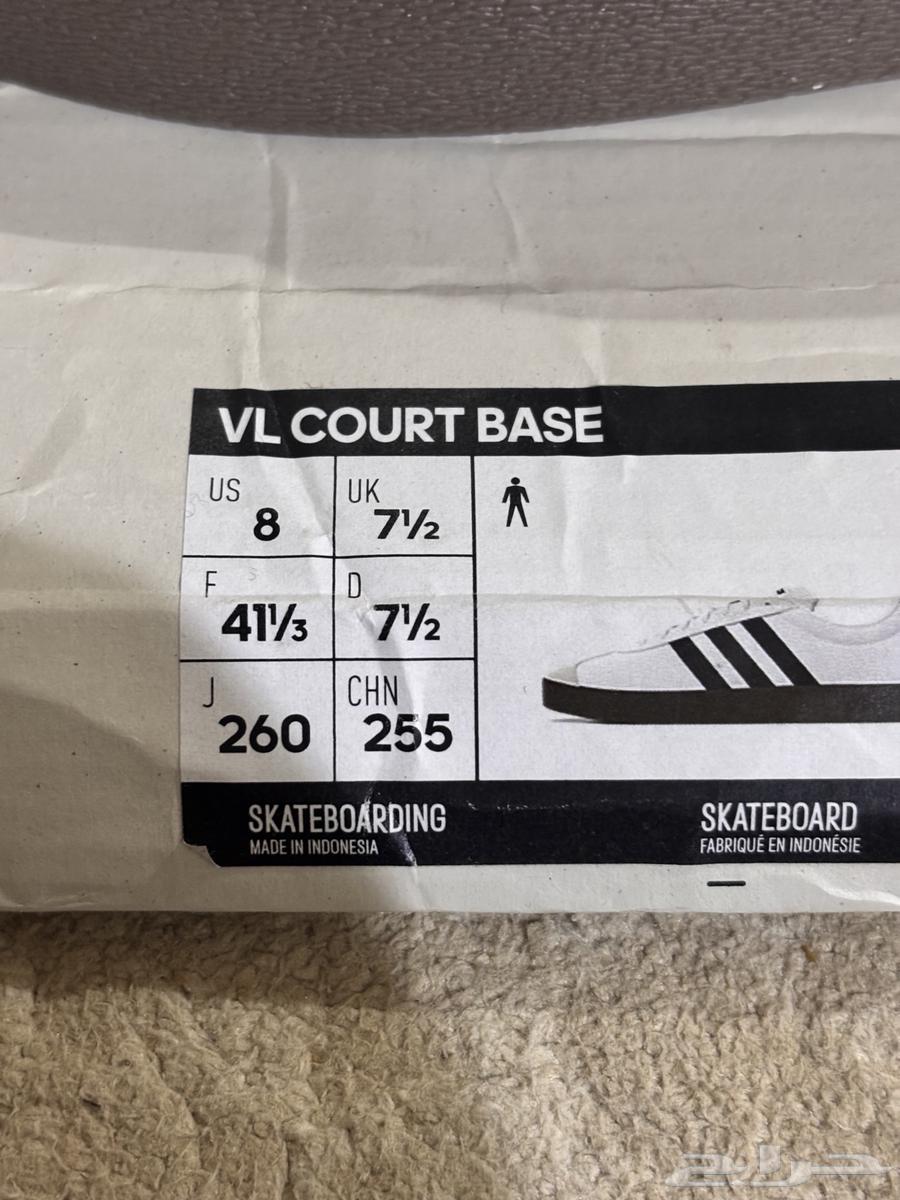 VL COURT BASE
US
8
UK
7½
F
41⅓
D
7½
J
260
CHN
255
SKATEBOARDING
MADE IN INDONESIA
SKATEBOARD
FABRIQUÉ EN INDONÉSIE
حراج